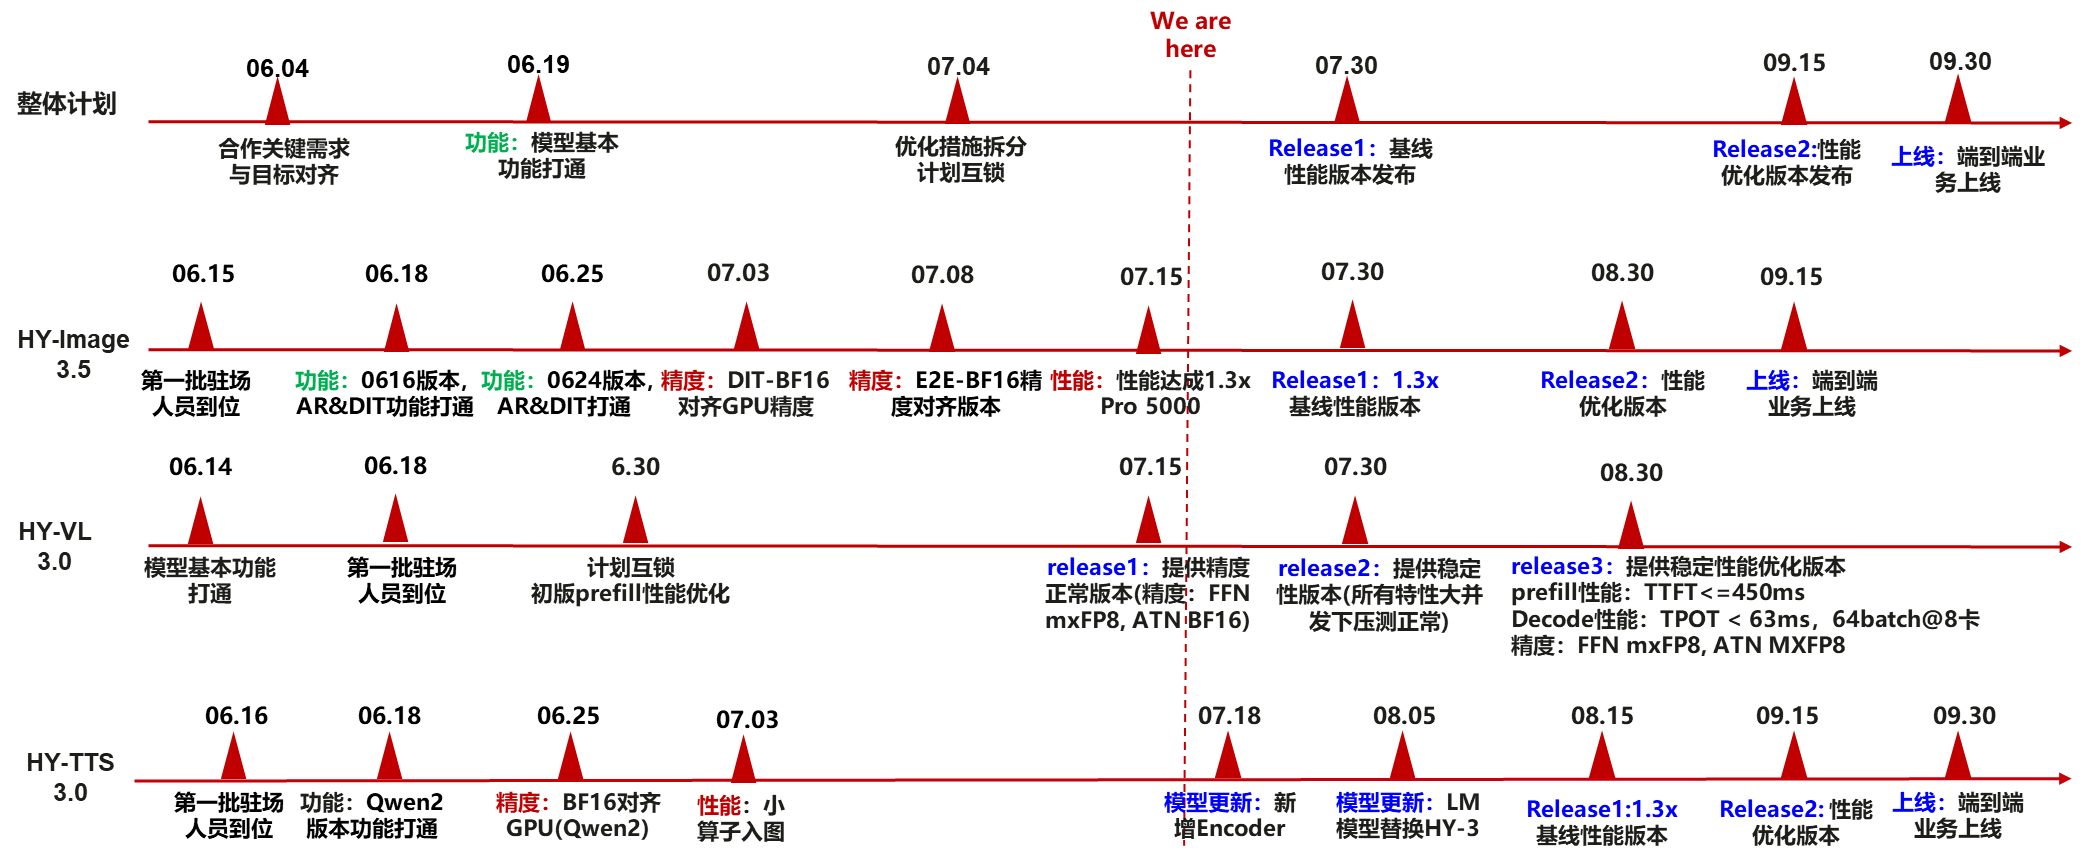 We are
here
06.04
06.19
07.04
07.30
09.15
09.30
整体计划
合作关键需求
与目标对齐
功能：模型基本
功能打通
优化措施拆分
计划互锁
Release1：基线
性能版本发布
Release2:性能
优化版本发布
上线：端到端业
务上线
06.15
06.18
06.25
07.03
07.08
07.15
07.30
08.30
09.15
HY-Image
3.5
第一批驻场
人员到位
功能：0616版本，
AR&DIT功能打通
功能：0624版本，
AR&DIT打通
精度：DIT-BF16
对齐GPU精度
精度：E2E-BF16精
度对齐版本
性能：性能达成1.3x
Pro 5000
Release1：1.3x
基线性能版本
Release2：性能
优化版本
上线：端到端
业务上线
06.14
06.18
6.30
07.15
07.30
08.30
HY-VL
3.0
模型基本功能
打通
第一批驻场
人员到位
计划互锁
初版prefill性能优化
release1：提供精度
正常版本(精度：FFN
mxFP8, ATN BF16)
release2：提供稳定
性版本(所有特性大并
发下压测正常)
release3：提供稳定性能优化版本
prefill性能：TTFT<=450ms
Decode性能：TPOT < 63ms，64batch@8卡
精度：FFN mxFP8, ATN MXFP8
06.16
06.18
06.25
07.03
07.18
08.05
08.15
09.15
09.30
HY-TTS
3.0
第一批驻场
人员到位
功能：Qwen2
版本功能打通
精度：BF16对齐
GPU(Qwen2)
性能：小
算子入图
模型更新：新
增Encoder
模型更新：LM
模型替换HY-3
Release1:1.3x
基线性能版本
Release2: 性能
优化版本
上线：端到端
业务上线